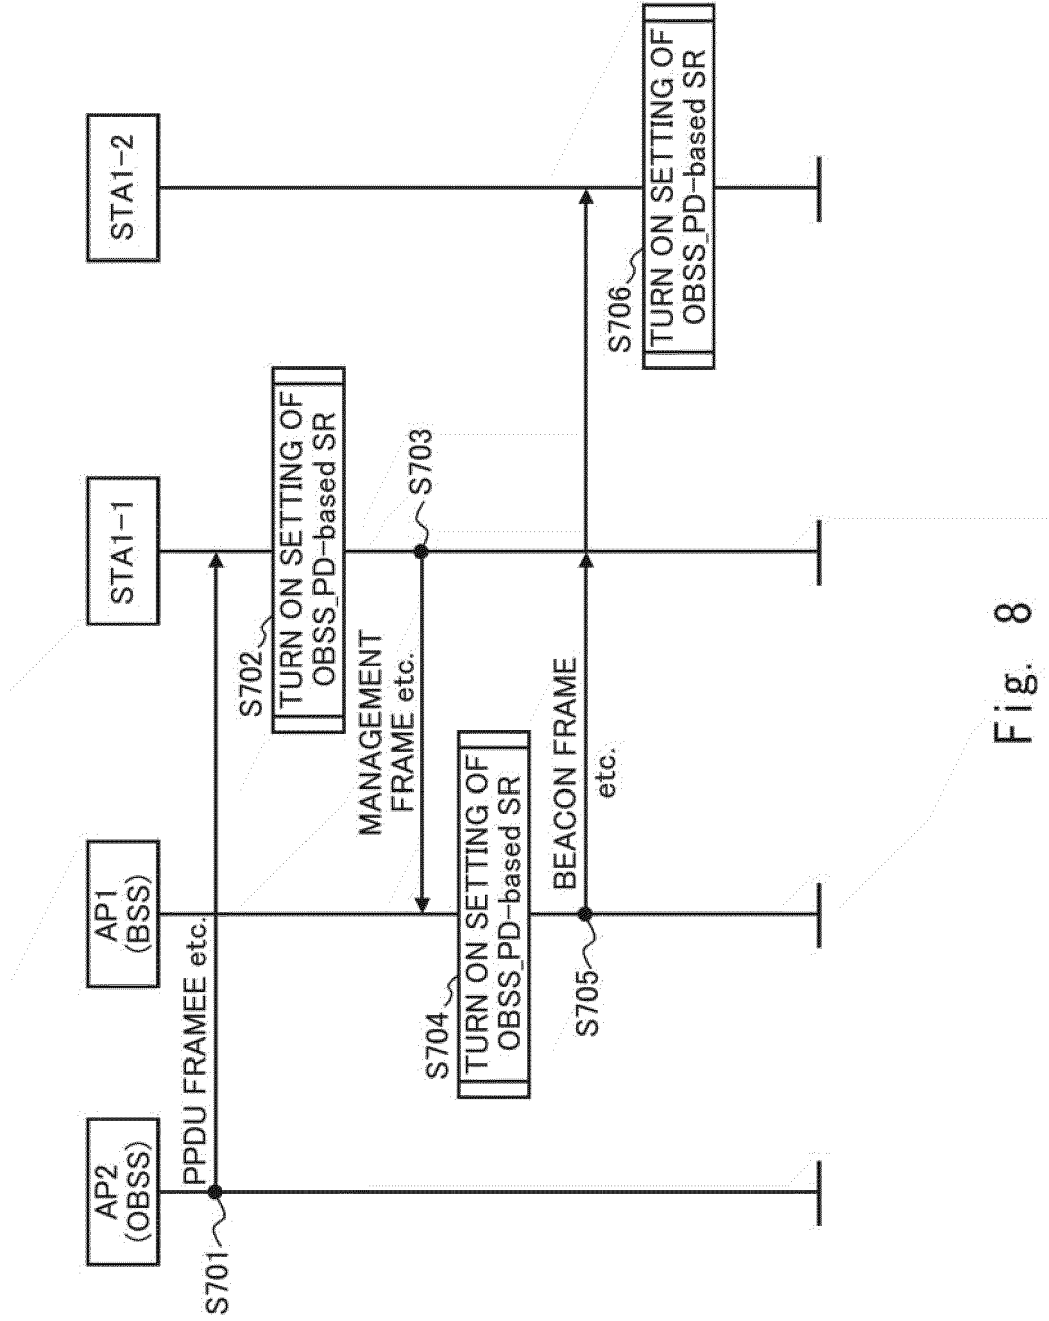 AP2
(OBSS)
AP1
(BSS)
STA1-1
STA1-2
S701
PPDU FRAMEE etc.
S702
TURN ON SETTING OF
OBSS_PD-based SR
MANAGEMENT
FRAME etc.
S703
S704
TURN ON SETTING OF
OBSS_PD-based SR
S705
BEACON FRAME
etc.
S706
TURN ON SETTING OF
OBSS_PD-based SR
Fig. 8